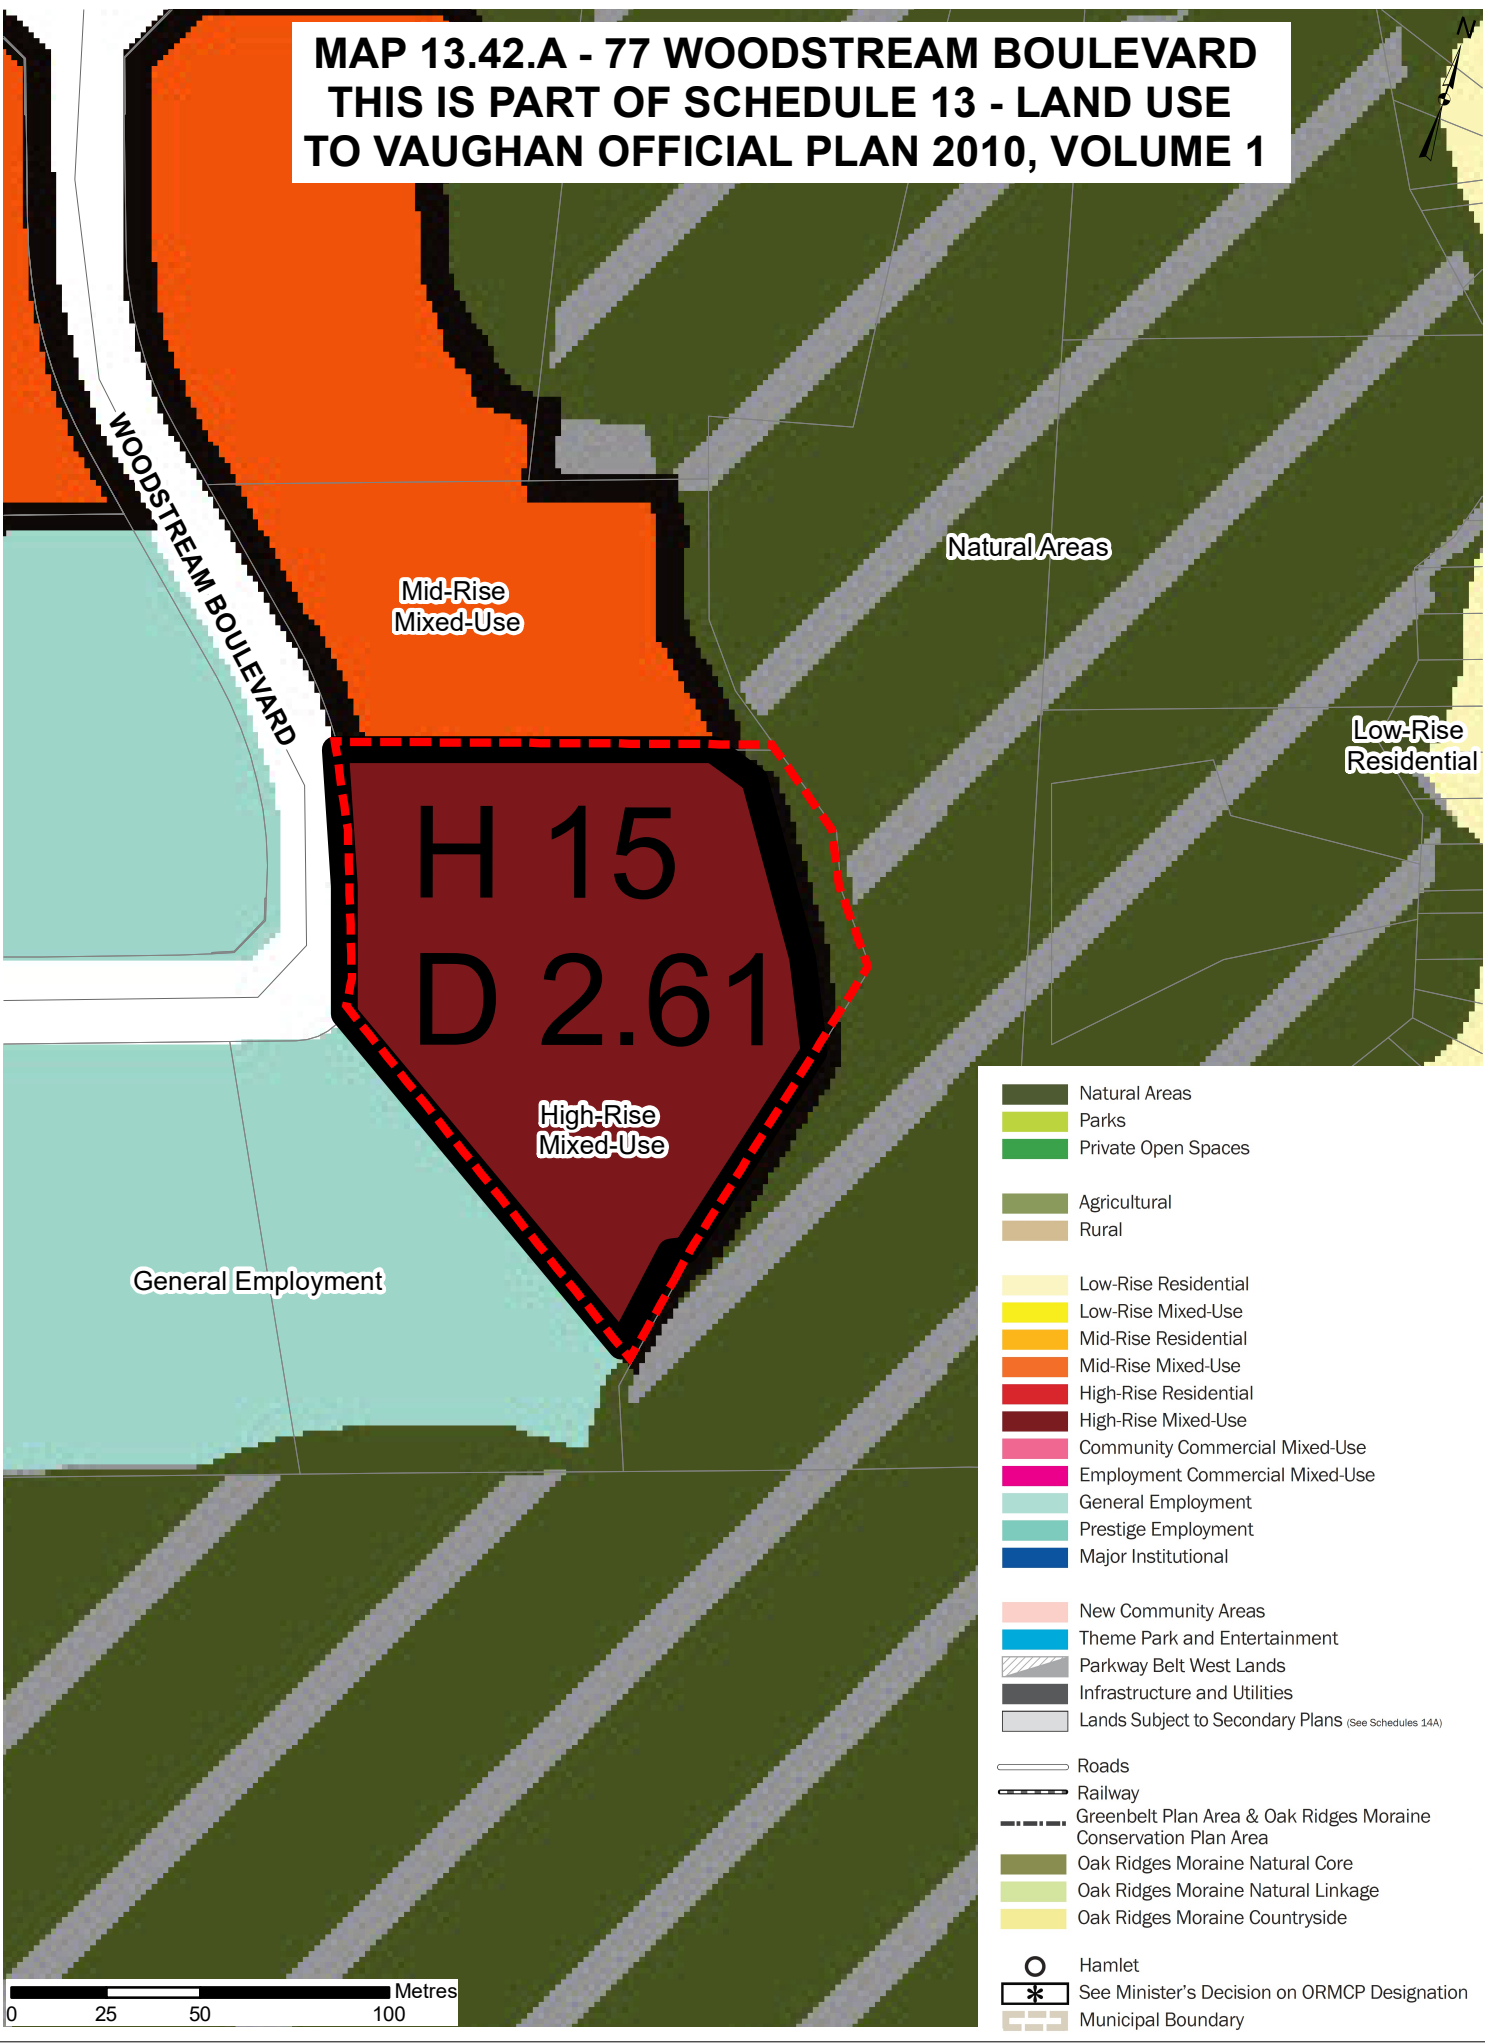 MAP 13.42.A - 77 WOODSTREAM BOULEVARD
THIS IS PART OF SCHEDULE 13 - LAND USE
TO VAUGHAN OFFICIAL PLAN 2010, VOLUME 1
N
WOODSTREAM BOULEVARD
Natural Areas
Mid-Rise
Mixed-Use
Low-Rise
Residential
H 15
D 2.61
High-Rise
Mixed-Use
General Employment
Natural Areas
Parks
Private Open Spaces
Agricultural
Rural
Low-Rise Residential
Low-Rise Mixed-Use
Mid-Rise Residential
Mid-Rise Mixed-Use
High-Rise Residential
High-Rise Mixed-Use
Community Commercial Mixed-Use
Employment Commercial Mixed-Use
General Employment
Prestige Employment
Major Institutional
New Community Areas
Theme Park and Entertainment
Parkway Belt West Lands
Infrastructure and Utilities
Lands Subject to Secondary Plans (See Schedules 14A)
Roads
Railway
Greenbelt Plan Area & Oak Ridges Moraine
Conservation Plan Area
Oak Ridges Moraine Natural Core
Oak Ridges Moraine Natural Linkage
Oak Ridges Moraine Countryside
Hamlet
See Minister's Decision on ORMCP Designation
Municipal Boundary
Metres
0 25 50 100